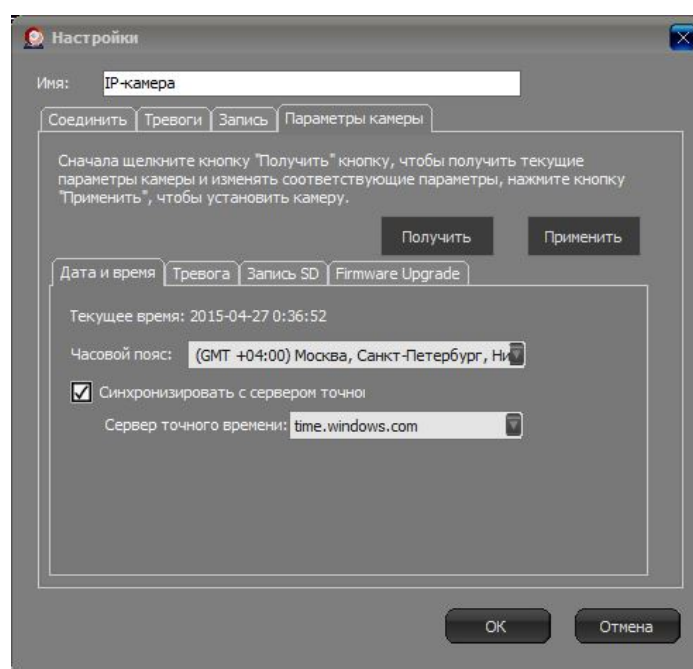 Настройки
Имя: IP-камера
Соединить Тревоги Запись Параметры камеры
Сначала щелкните кнопку "Получить" кнопку, чтобы получить текущие
параметры камеры и изменять соответствующие параметры, нажмите кнопку
"Применить", чтобы установить камеру.
Получить Применить
Дата и время Тревога Запись SD Firmware Upgrade
Текущее время: 2015-04-27 0:36:52
Часовой пояс: (GMT +04:00) Москва, Санкт-Петербург, Ни
Синхронизировать с сервером точно
Сервер точного времени: time.windows.com
ОК Отмена